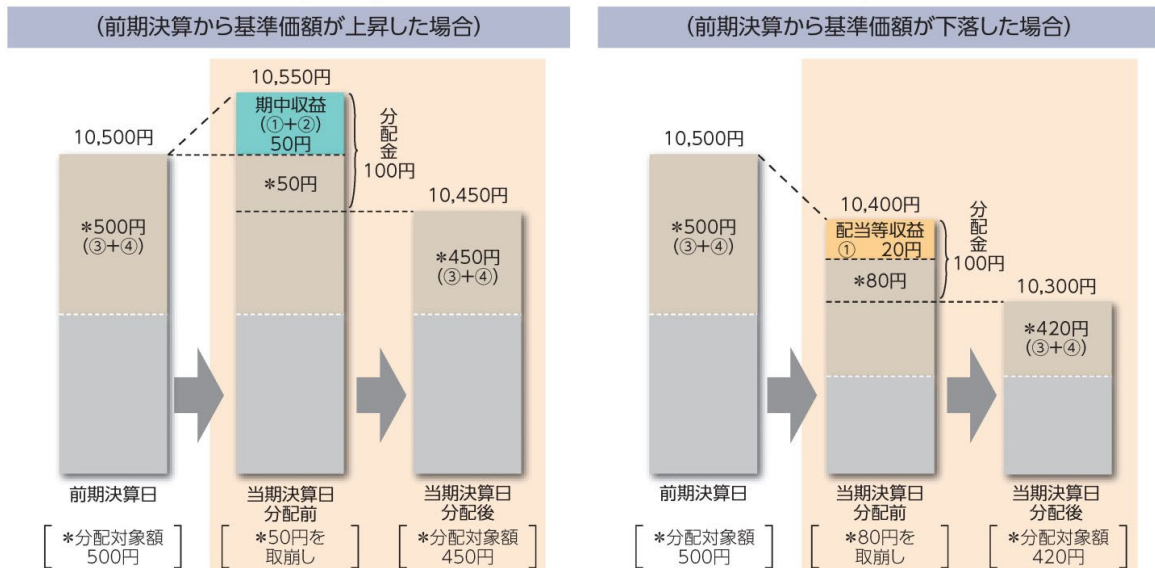 (前期決算から基準価額が上昇した場合)
10,500円
*500円
(③+④)
10,550円
期中収益
(①+②)
50円
*50円
分配金
100円
10,450円
*450円
(③+④)
前期決算日
当期決算日
分配前
当期決算日
分配後
*分配対象額
500円
*50円を
取崩し
*分配対象額
450円
(前期決算から基準価額が下落した場合)
10,500円
*500円
(③+④)
10,400円
配当等収益
① 20円
*80円
分配金
100円
10,300円
*420円
(③+④)
前期決算日
当期決算日
分配前
当期決算日
分配後
*分配対象額
500円
*80円を
取崩し
*分配対象額
420円